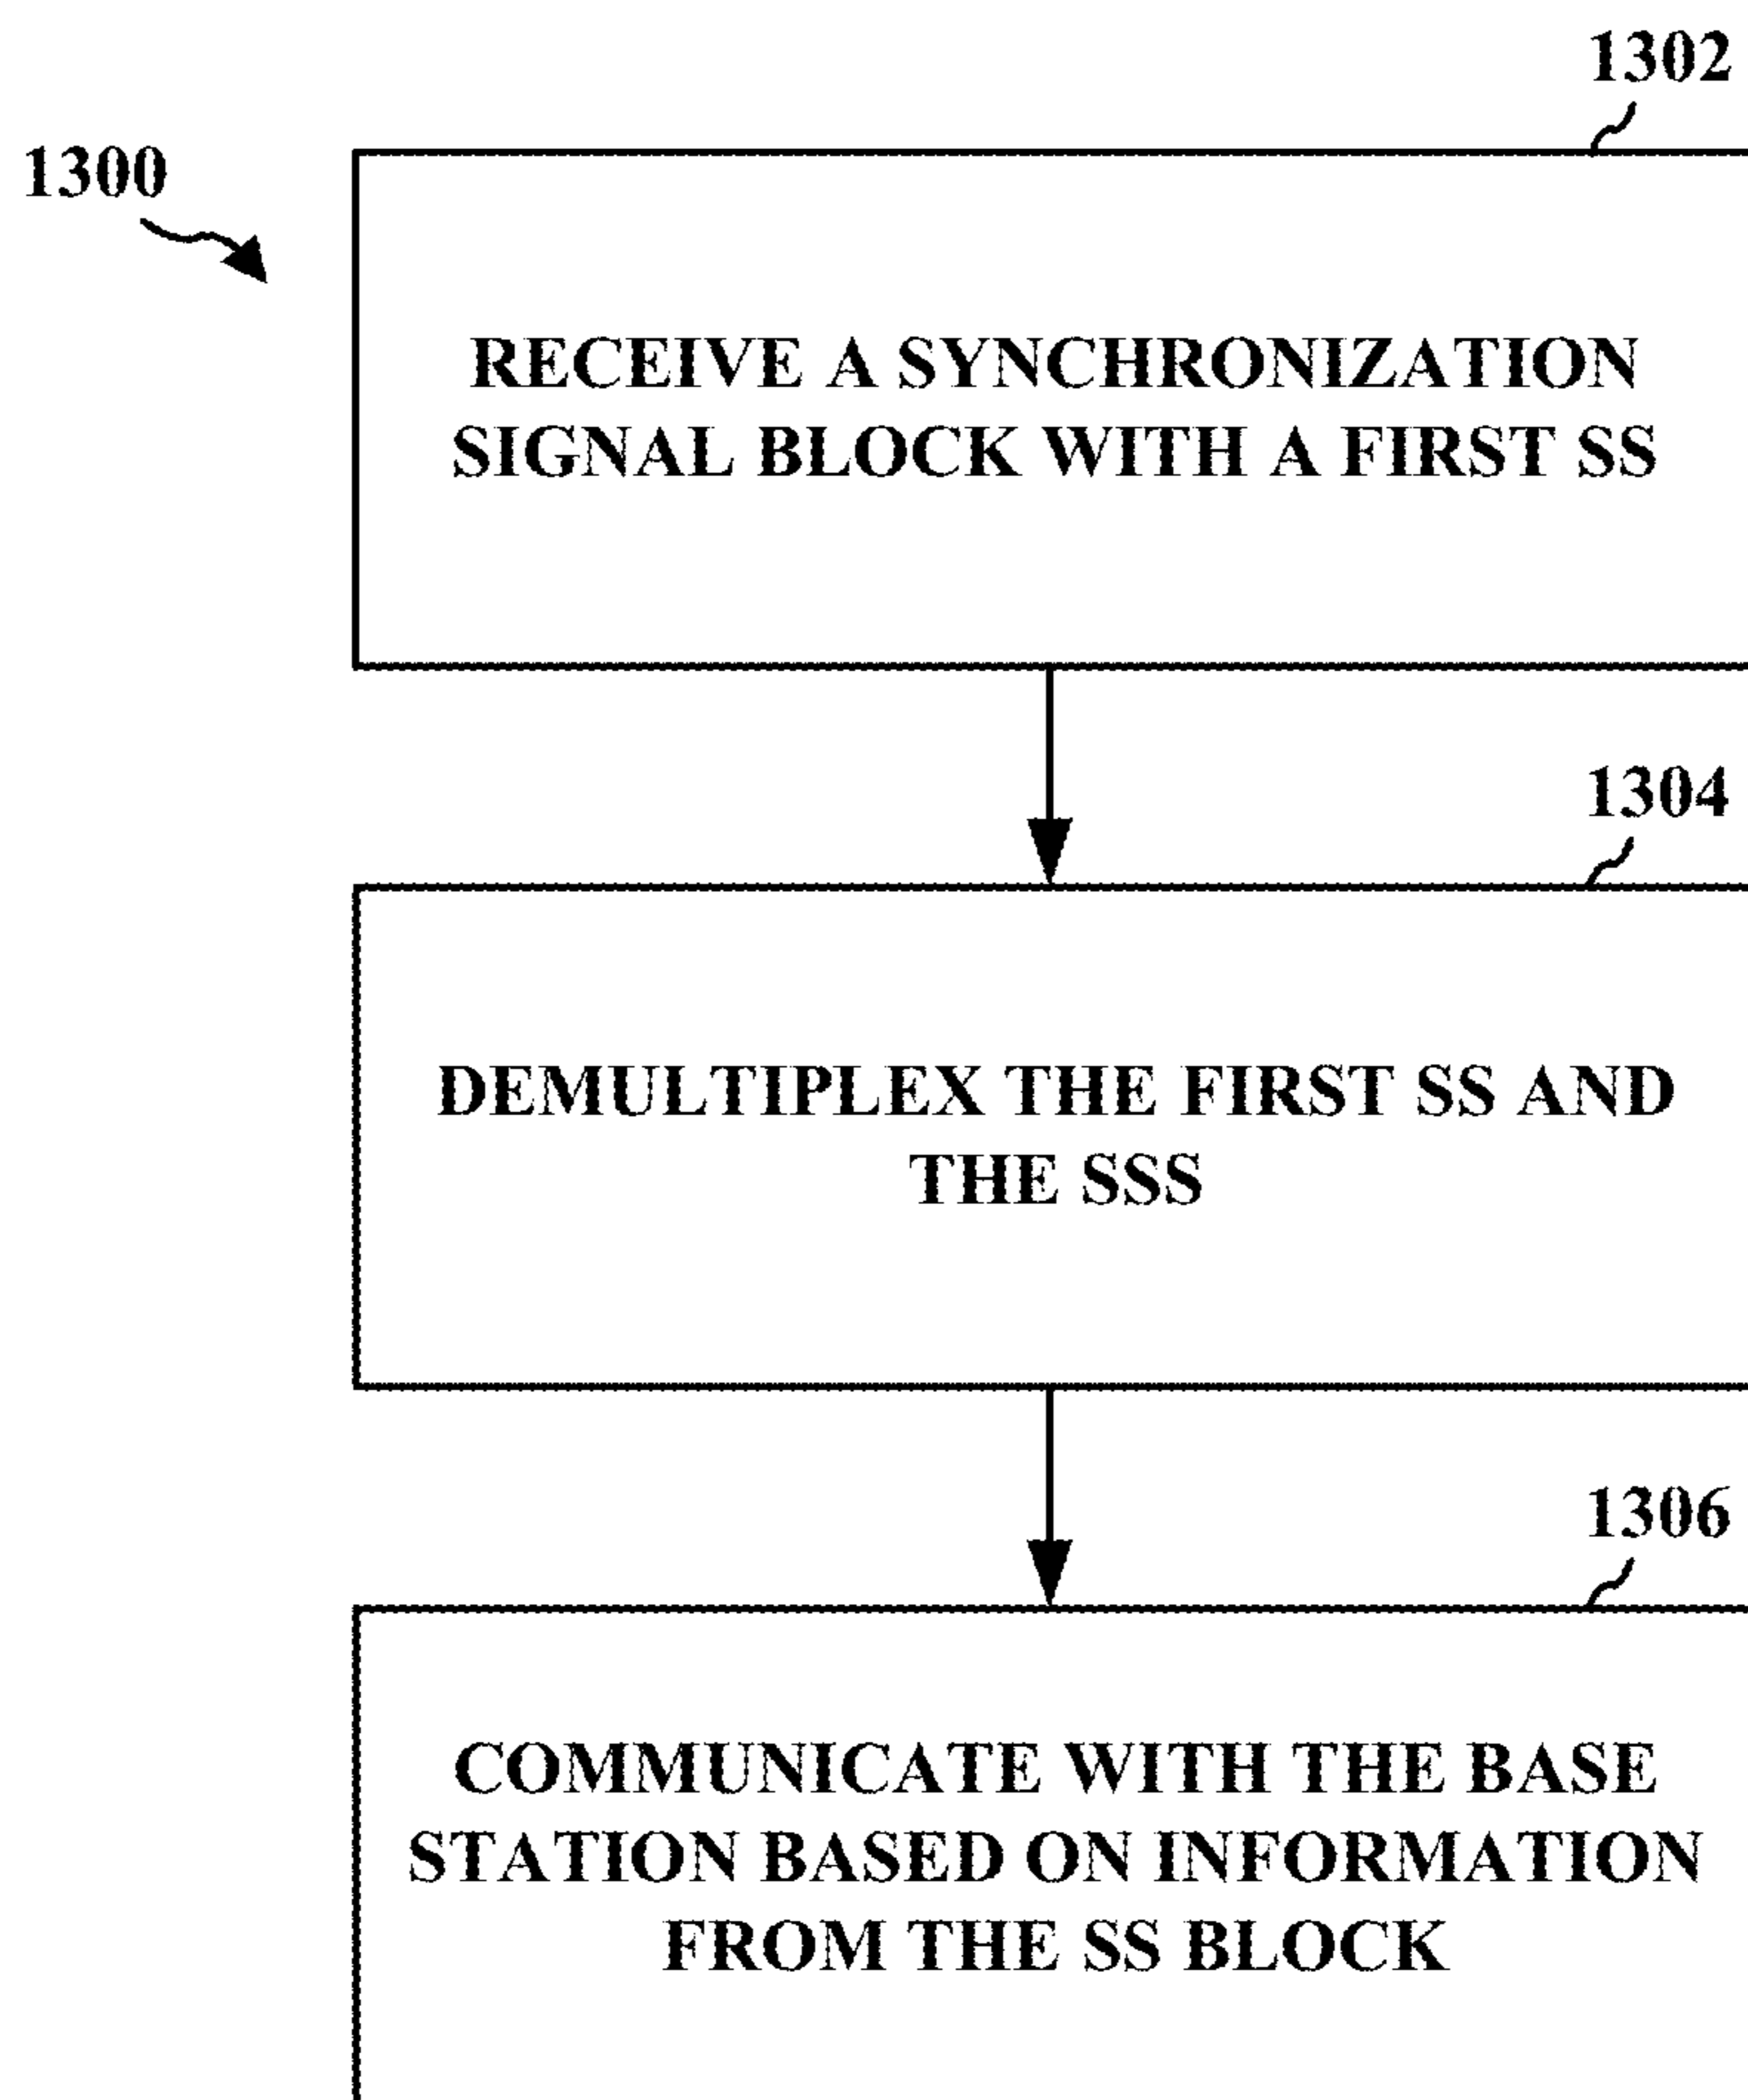 1302
1300
RECEIVE A SYNCHRONIZATION
SIGNAL BLOCK WITH A FIRST SS
1304
DEMULTIPLEX THE FIRST SS AND
THE SSS
1306
COMMUNICATE WITH THE BASE
STATION BASED ON INFORMATION
FROM THE SS BLOCK